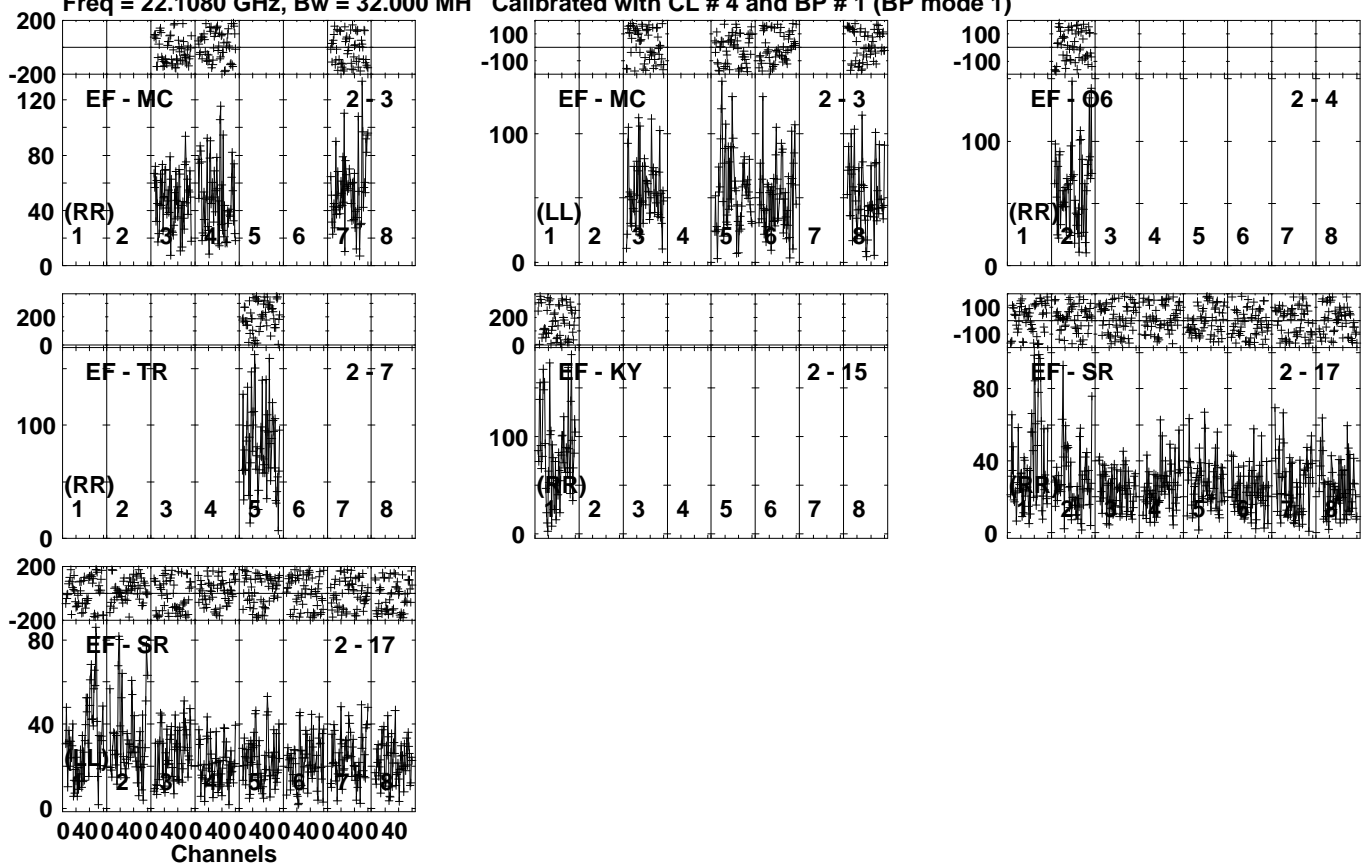 Freq = 22.1080 GHz, Bw = 32.000 MH Calibrated with CL # 4 and BP # 1 (BP mode 1)
200
-200
120
80
40
0
EF - MC 2 - 3
(RR)
1 2 3 4 5 6 7 8
100
-100
100
0
EF - MC 2 - 3
(LL)
1 2 3 4 5 6 7 8
100
-100
100
0
EF - O6 2 - 4
(RR)
1 2 3 4 5 6 7 8
200
0
100
0
EF - TR 2 - 7
(RR)
1 2 3 4 5 6 7 8
200
0
100
0
EF - KY 2 - 15
(RR)
1 2 3 4 5 6 7 8
100
-100
80
40
0
EF - SR 2 - 17
(RR)
1 2 3 4 5 6 7 8
200
-200
80
40
0
EF - SR 2 - 17
(LL)
1 2 3 4 5 6 7 8
0 40 0 40 0 40 0 40 0 40 0 40 0 40 0 40
Channels